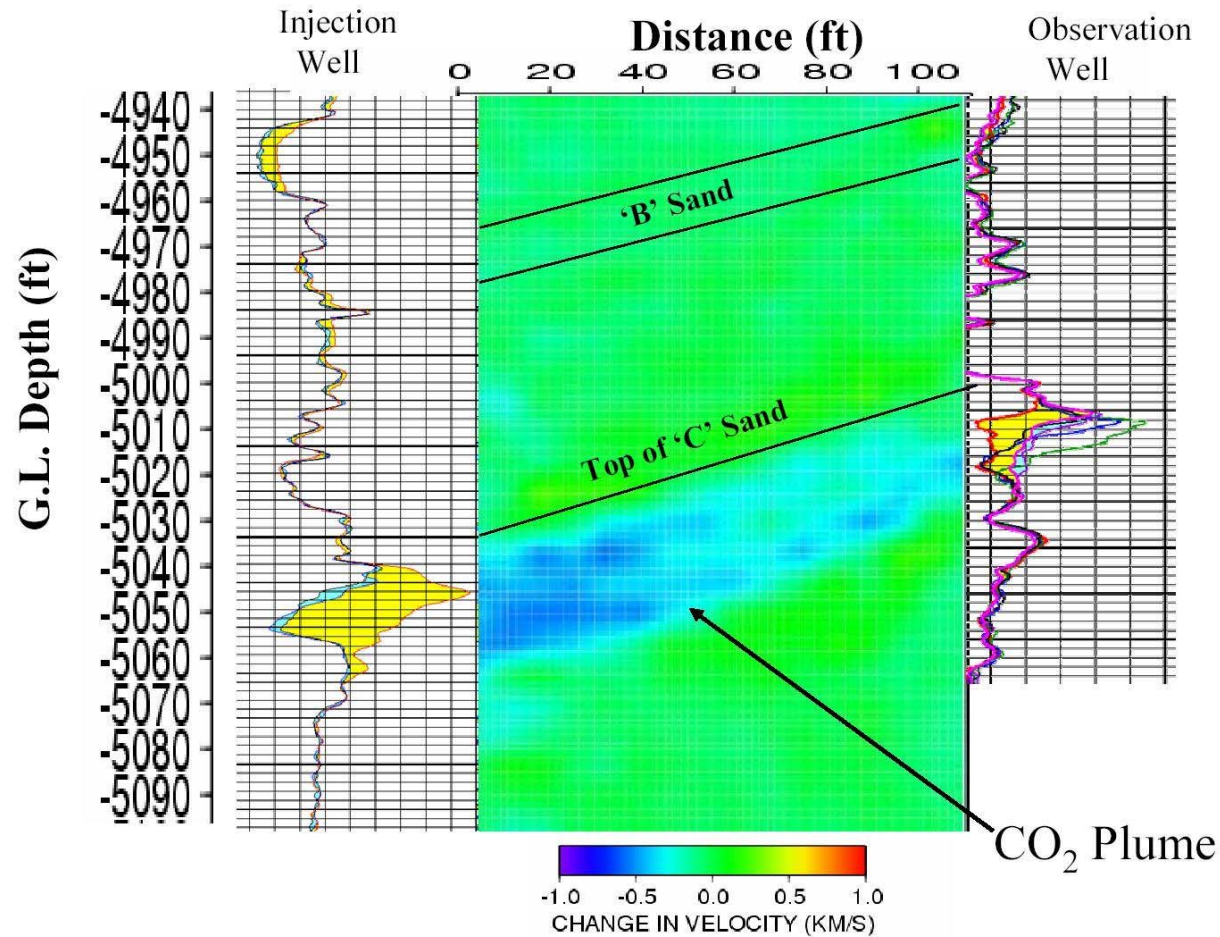 Injection
Well
Distance (ft)
Observation
Well
0 20 40 60 80 100
G.L. Depth (ft)
-4940
-4950
-4960
-4970
-4980
-4990
-5000
-5010
-5020
-5030
-5040
-5050
-5060
-5070
-5080
-5090
‘B’ Sand
Top of ‘C’ Sand
CO₂ Plume
-1.0 -0.5 0.0 0.5 1.0
CHANGE IN VELOCITY (KM/S)